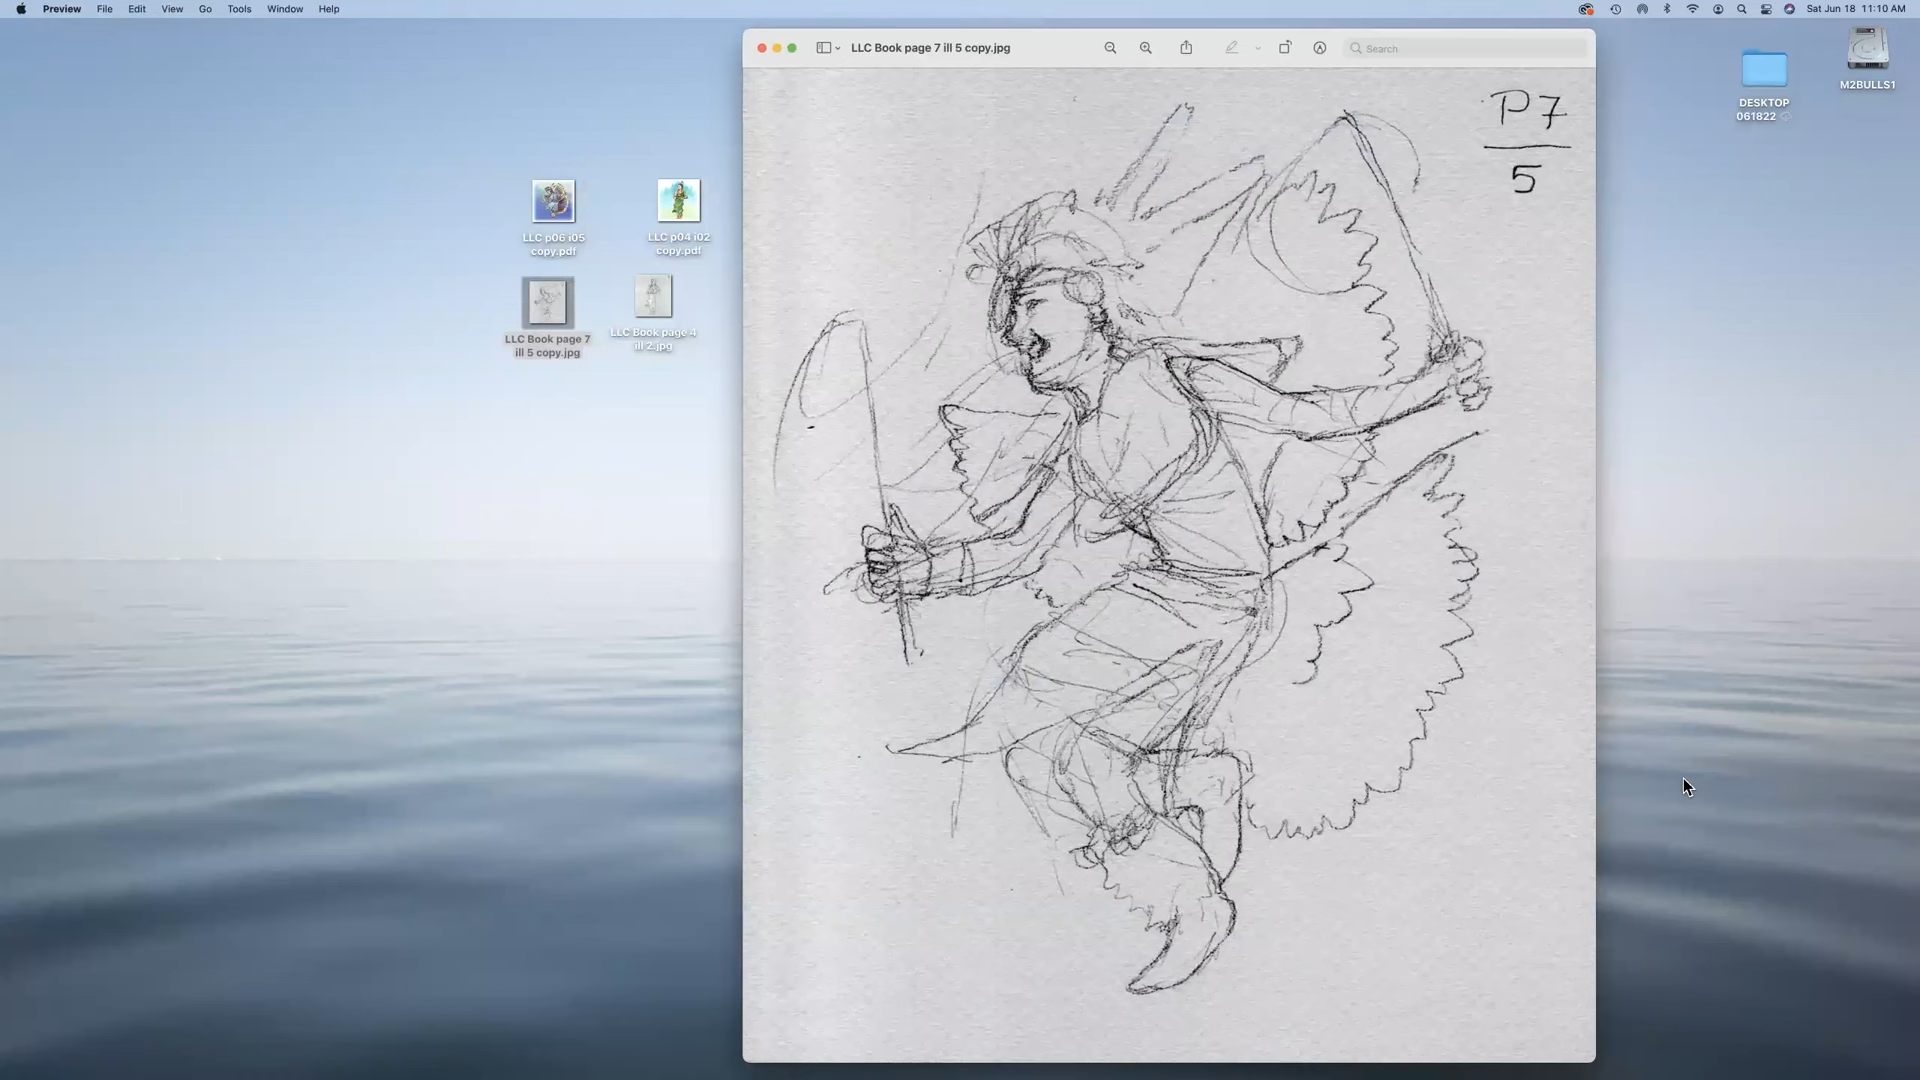 Preview File Edit View Go Tools Window Help
Sat Jun 18 11:10 AM
LLC Book page 7 ill 5 copy.jpg
Search
M2BULLS1
DESKTOP
061822
P7
5
LLC p06 i05
copy.pdf
LLC p04 i02
copy.pdf
LLC Book page 7
ill 5 copy.jpg
LLC Book page 4
ill 2.jpg